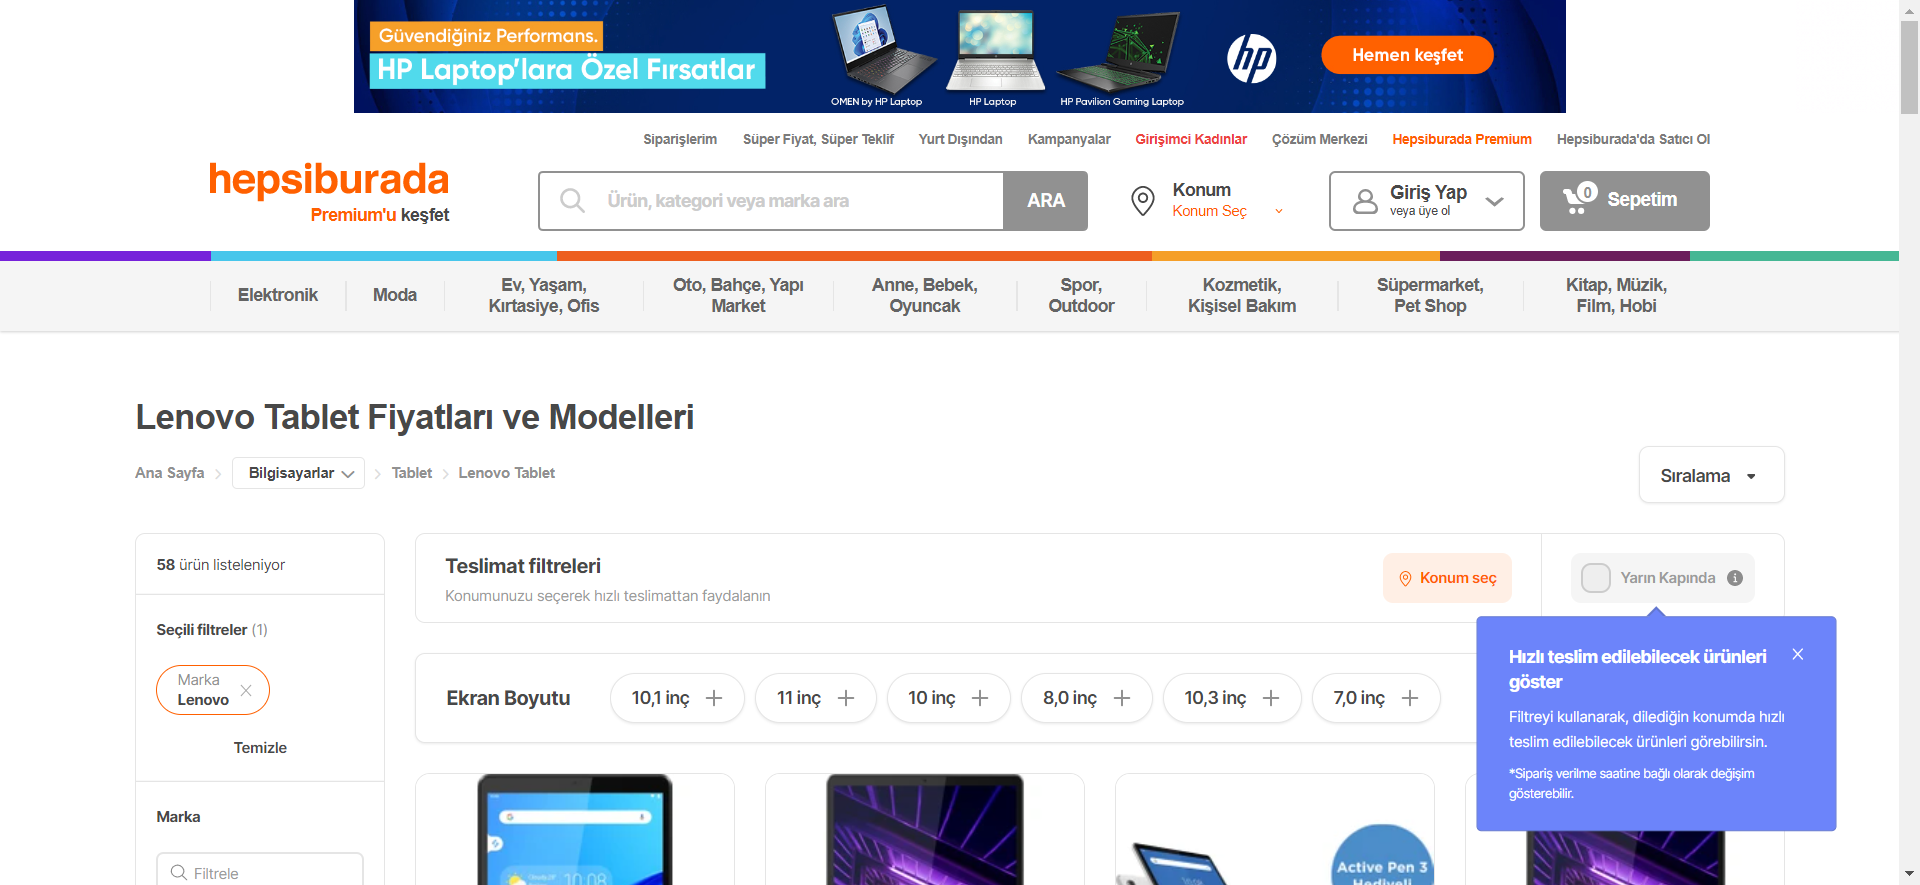 Güvendiğiniz Performans.
HP Laptop'lara Özel Fırsatlar
OMEN by HP Laptop
HP Laptop
HP Pavilion Gaming Laptop
hp
Hemen keşfet
Siparişlerim Süper Fiyat, Süper Teklif Yurt Dışından Kampanyalar Girişimci Kadınlar Çözüm Merkezi Hepsiburada Premium Hepsiburada'da Satıcı Ol
hepsiburada
Premium'u keşfet
Ürün, kategori veya marka ara
ARA
Konum
Konum Seç
Giriş Yap
veya üye ol
0
Sepetim
Elektronik
Moda
Ev, Yaşam,
Kırtasiye, Ofis
Oto, Bahçe, Yapı
Market
Anne, Bebek,
Oyuncak
Spor,
Outdoor
Kozmetik,
Kişisel Bakım
Süpermarket,
Pet Shop
Kitap, Müzik,
Film, Hobi
Lenovo Tablet Fiyatları ve Modelleri
Ana Sayfa Bilgisayarlar Tablet Lenovo Tablet
Sıralama
58 ürün listeleniyor
Seçili filtreler (1)
Marka
Lenovo
Temizle
Marka
Filtrele
Teslimat filtreleri
Konumunuzu seçerek hızlı teslimattan faydalanın
Konum seç
Yarın Kapında
Hızlı teslim edilebilecek ürünleri
göster
Filtreyi kullanarak, dilediğin konumda hızlı
teslim edilebilecek ürünleri görebilirsin.
*Sipariş verilme saatine bağlı olarak değişim
gösterebilir.
Ekran Boyutu
10,1 inç
11 inç
10 inç
8,0 inç
10,3 inç
7,0 inç
10:08
Active Pen 3
Hediyeli